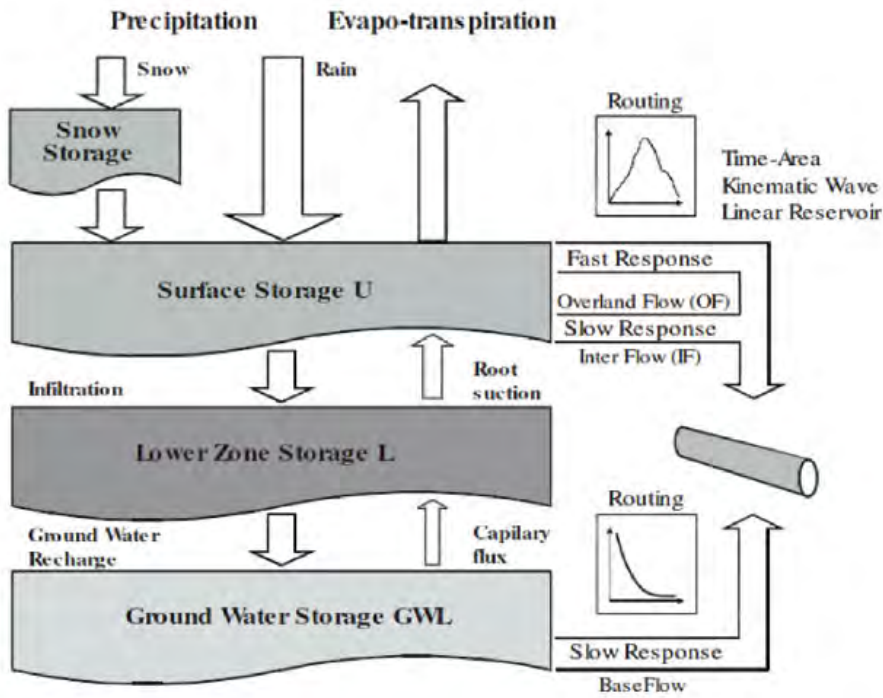 Precipitation
Evapo-transpiration
Snow
Rain
Routing
Snow
Storage
Time-Area
Kinematic Wave
Linear Reservoir
Surface Storage U
Fast Response
Overland Flow (OF)
Slow Response
Inter Flow (IF)
Infiltration
Root
suction
Lower Zone Storage L
Routing
Ground Water
Recharge
Capilary
flux
Ground Water Storage GWL
Slow Response
BaseFlow